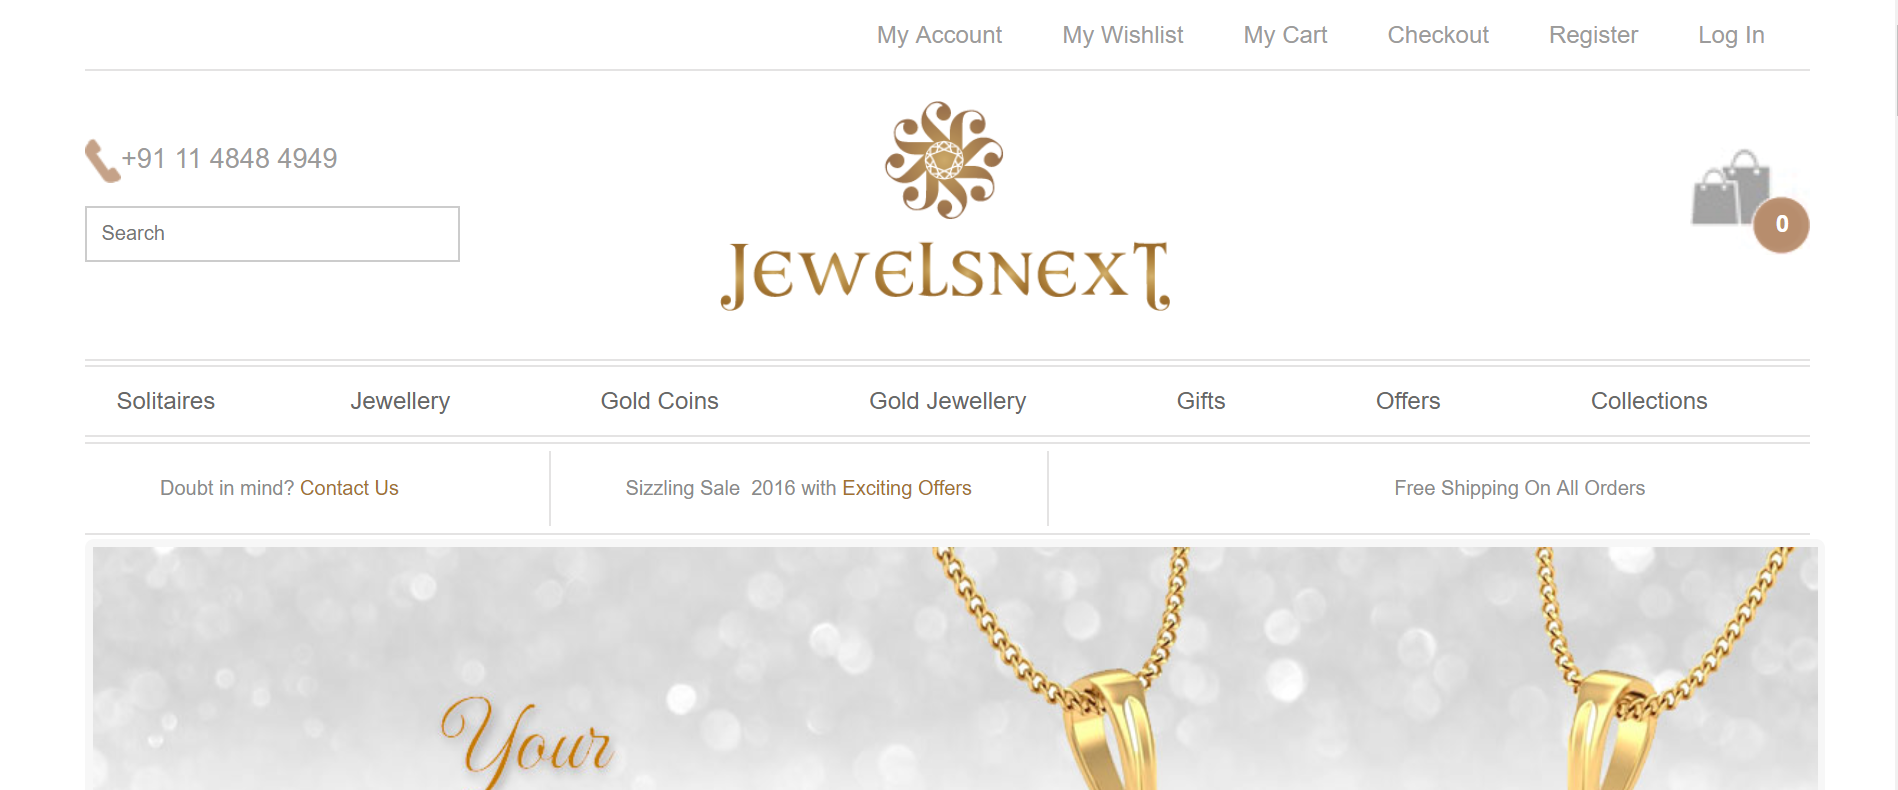 My Account My Wishlist My Cart Checkout Register Log In
+91 11 4848 4949
Search
JEWELSNEXT
0
Solitaires Jewellery Gold Coins Gold Jewellery Gifts Offers Collections
Doubt in mind? Contact Us
Sizzling Sale 2016 with Exciting Offers
Free Shipping On All Orders
Your